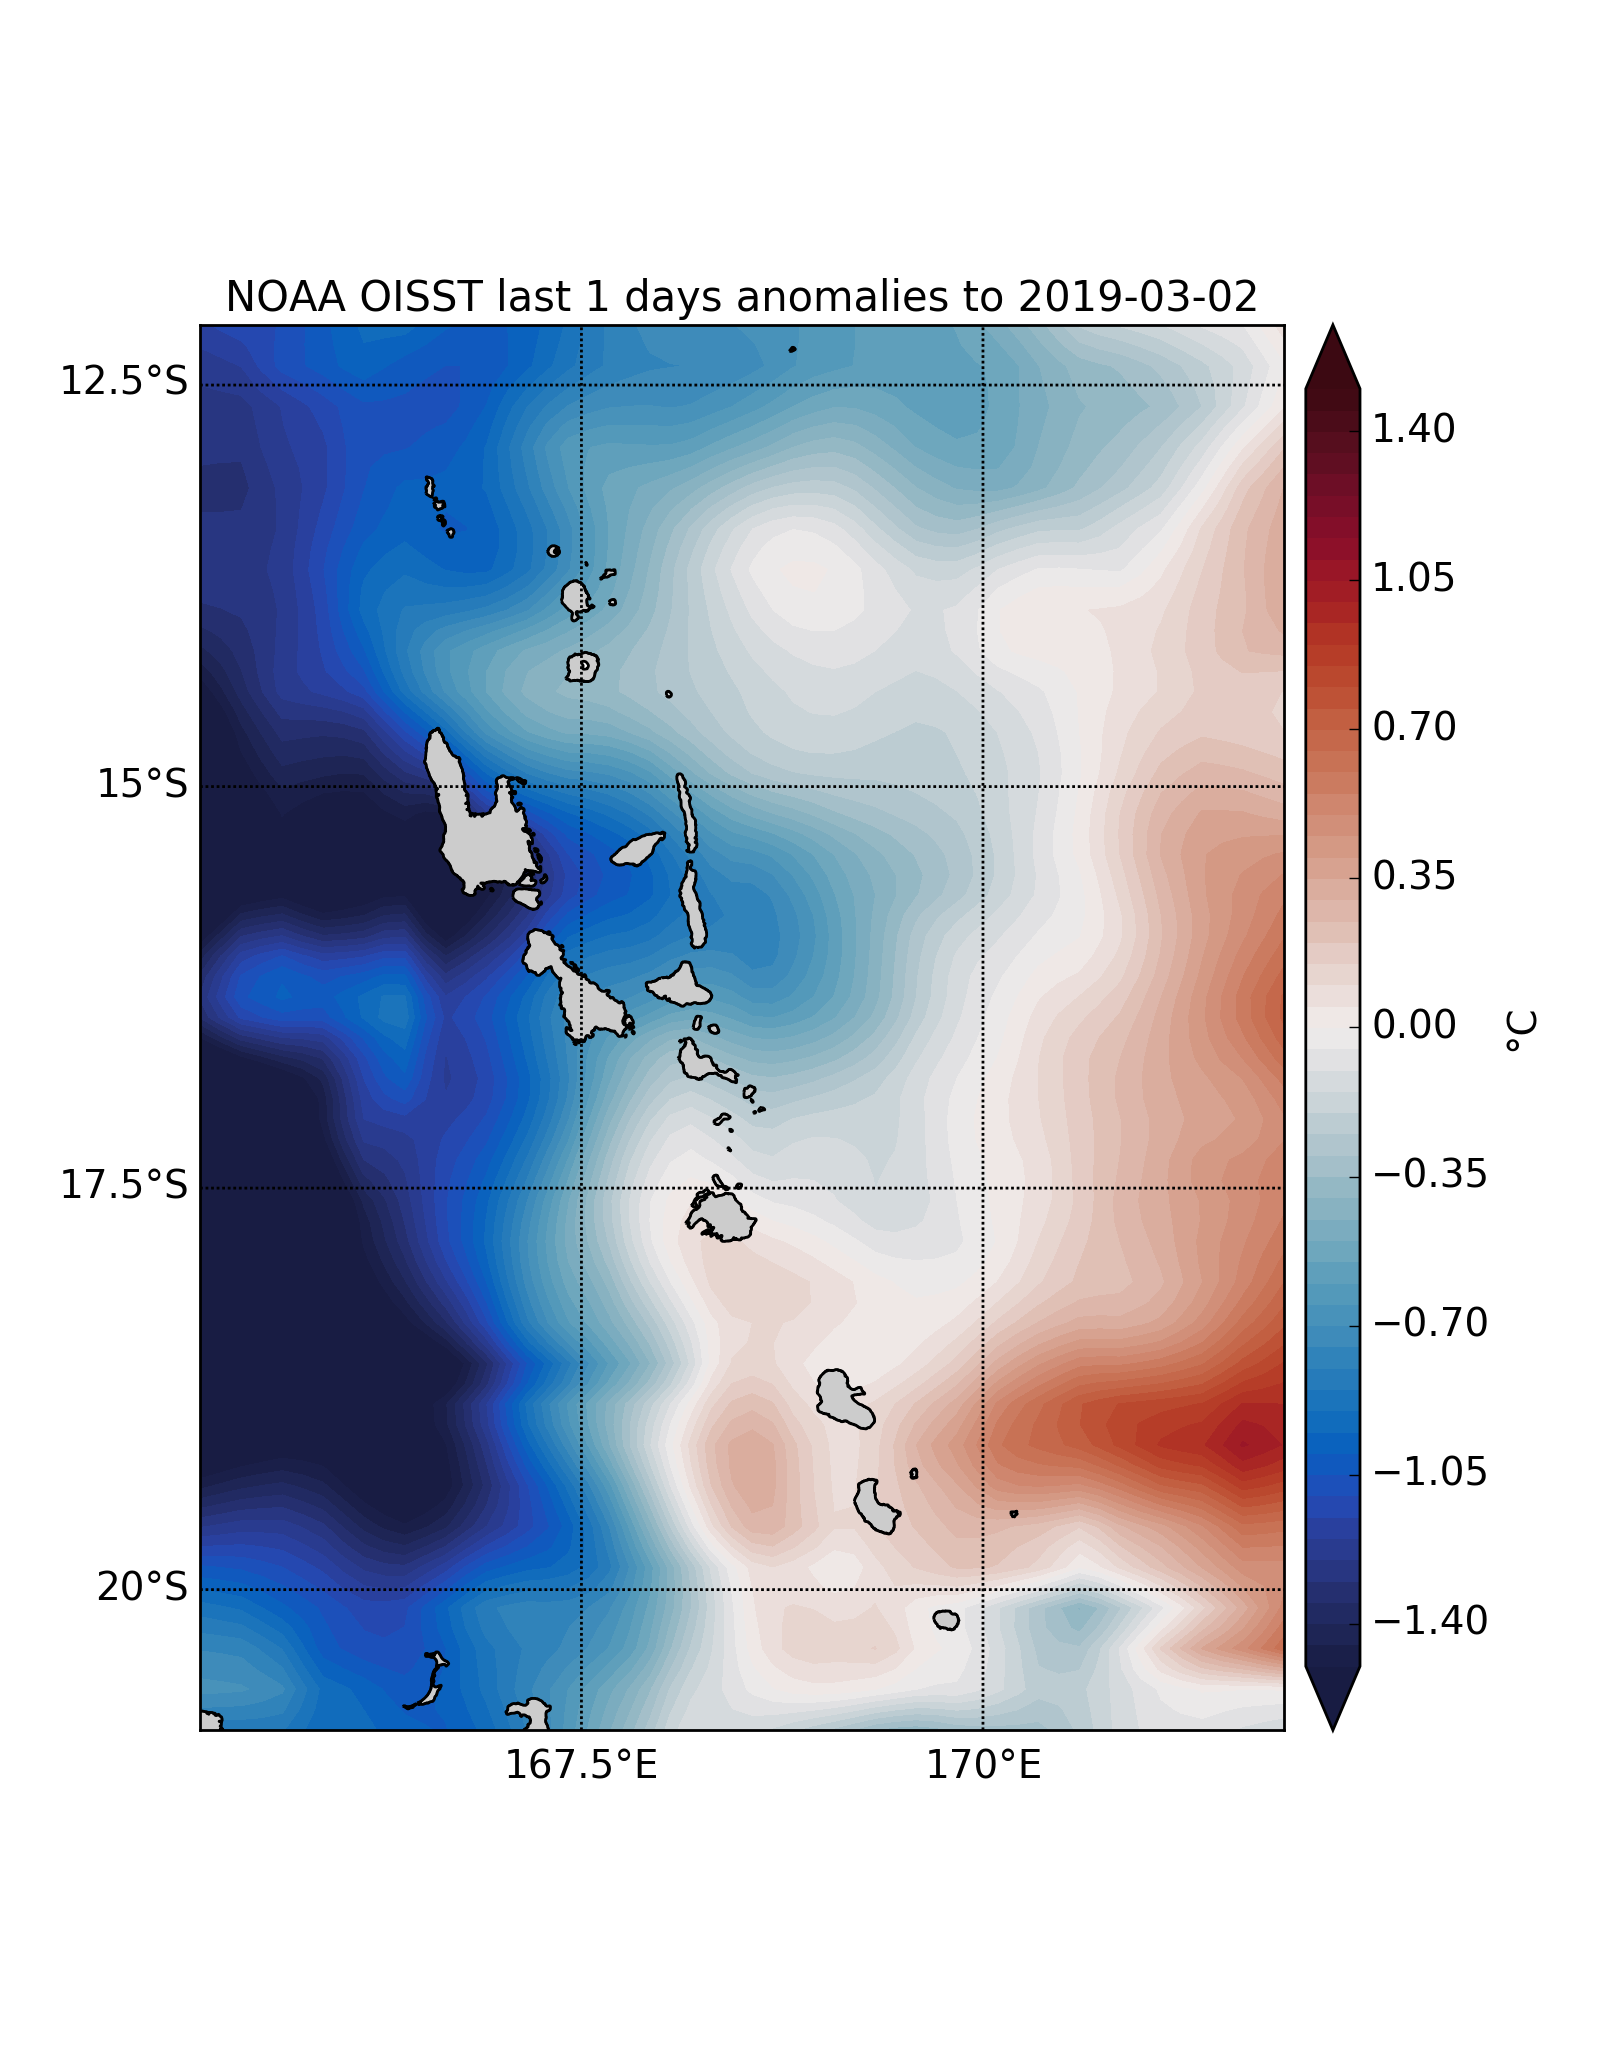 NOAA OISST last 1 days anomalies to 2019-03-02
12.5°S
15°S
17.5°S
20°S
167.5°E
170°E
1.40
1.05
0.70
0.35
0.00
−0.35
−0.70
−1.05
−1.40
°C